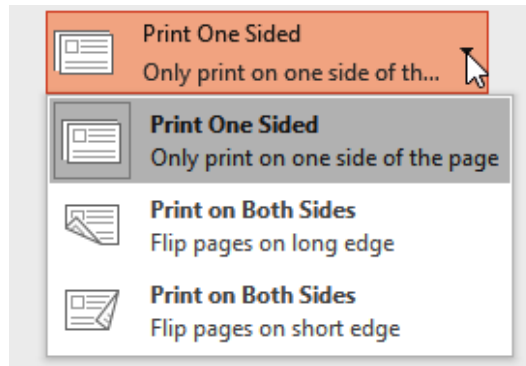 Print One Sided
Only print on one side of th...
Print One Sided
Only print on one side of the page
Print on Both Sides
Flip pages on long edge
Print on Both Sides
Flip pages on short edge